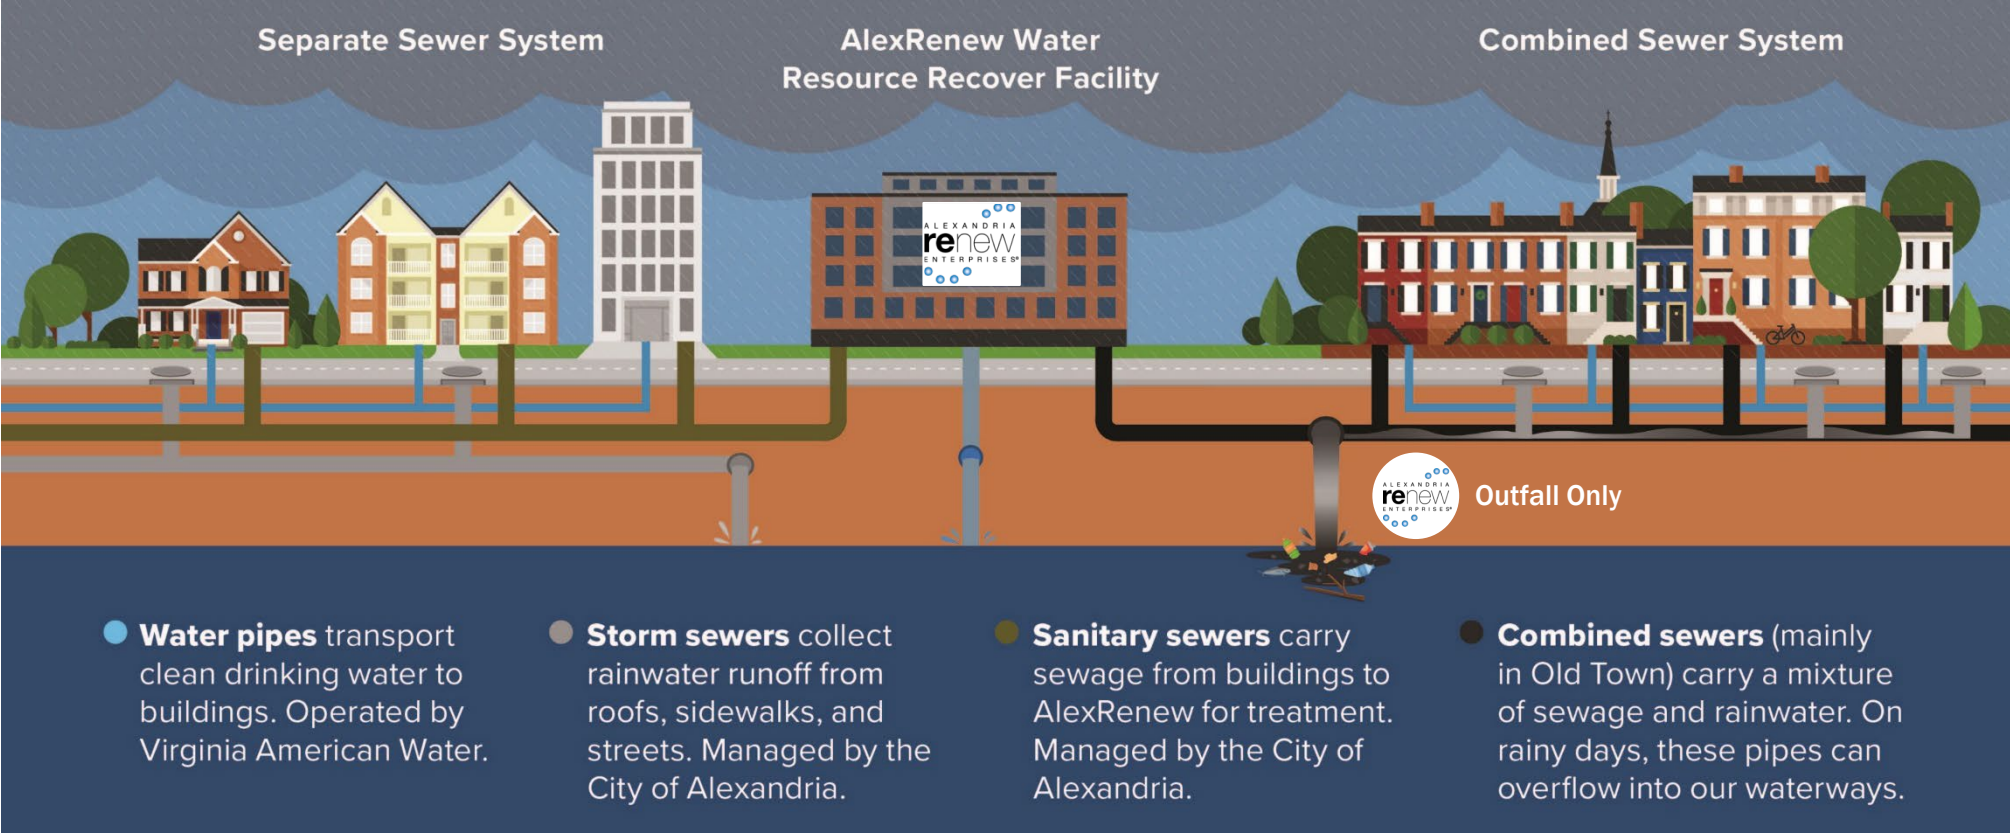 Separate Sewer System
AlexRenew Water
Resource Recover Facility
Combined Sewer System
ALEXANDRIA
renew
ENTERPRISES®
ALEXANDRIA
renew
ENTERPRISES®
Outfall Only
Water pipes transport
clean drinking water to
buildings. Operated by
Virginia American Water.
Storm sewers collect
rainwater runoff from
roofs, sidewalks, and
streets. Managed by the
City of Alexandria.
Sanitary sewers carry
sewage from buildings to
AlexRenew for treatment.
Managed by the City of
Alexandria.
Combined sewers (mainly
in Old Town) carry a mixture
of sewage and rainwater. On
rainy days, these pipes can
overflow into our waterways.